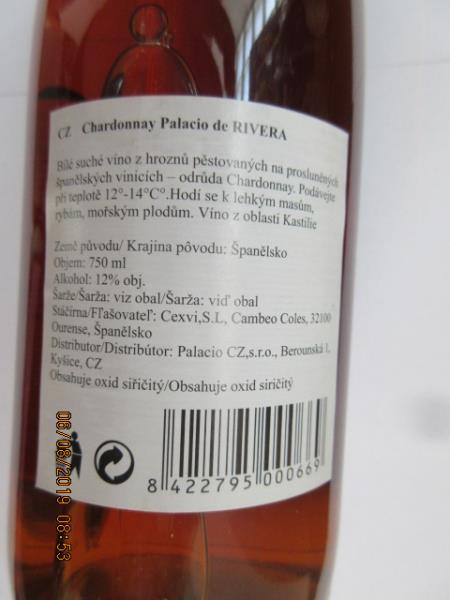 CZ Chardonnay Palacio de RIVERA
Bílé suché víno z hroznů pěstovaných na prosluněných
španělských vinicích – odrůda Chardonnay. Podávejte
při teplotě 12°-14°C°.Hodí se k lehkým masům,
rybám, mořským plodům. Víno z oblasti Kastilie
Země původu/ Krajina pôvodu: Španělsko
Objem: 750 ml
Alkohol: 12% obj.
Šarže/Šarža: viz obal/Šarža: viď obal
Stáčírna/Fľašovateľ: Cexvi,S.L, Cambeo Coles, 32100
Ourense, Španělsko
Distributor/Distribútor: Palacio CZ,s.r.o., Berounská 1,
Kyšice, CZ
Obsahuje oxid siřičitý/Obsahuje oxid siričitý
8 422795 000669
06/08/2019 08:53